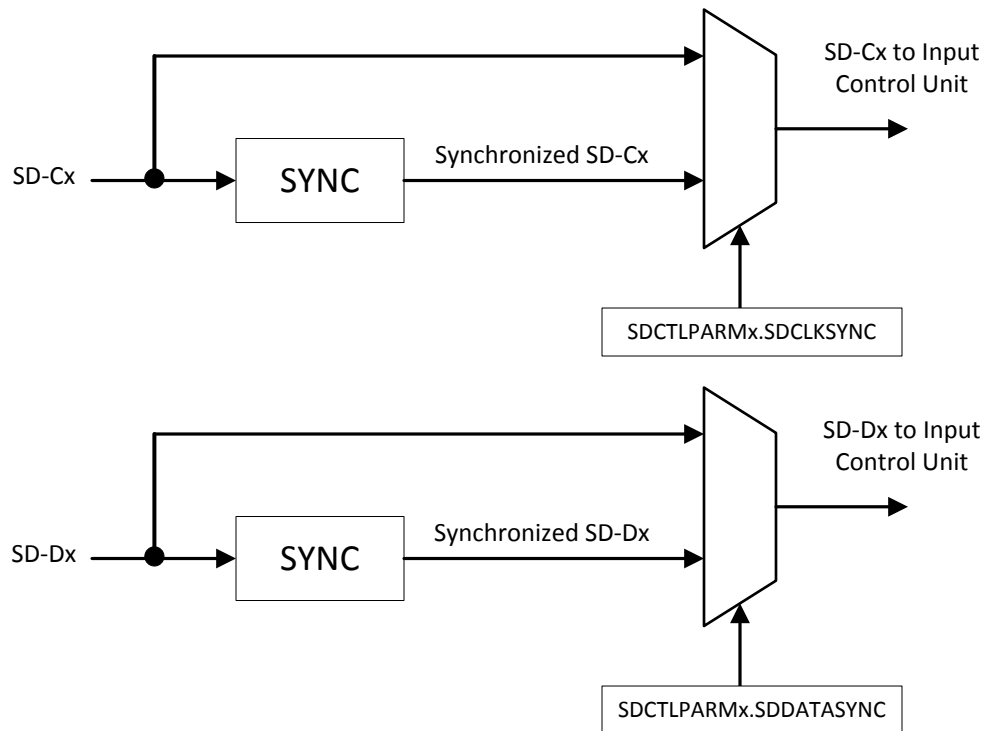 SD-Cx to Input
Control Unit
SD-Cx
SYNC
Synchronized SD-Cx
SDCTLPARMx.SDCLKSYNC
SD-Dx to Input
Control Unit
SD-Dx
SYNC
Synchronized SD-Dx
SDCTLPARMx.SDDATASYNC